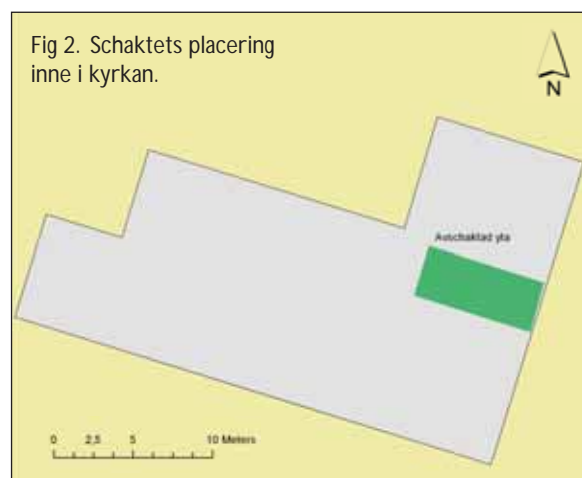 Fig 2. Schaktets placering
inne i kyrkan.
N
Avschaktad yta
0 2,5 5 10 Meters